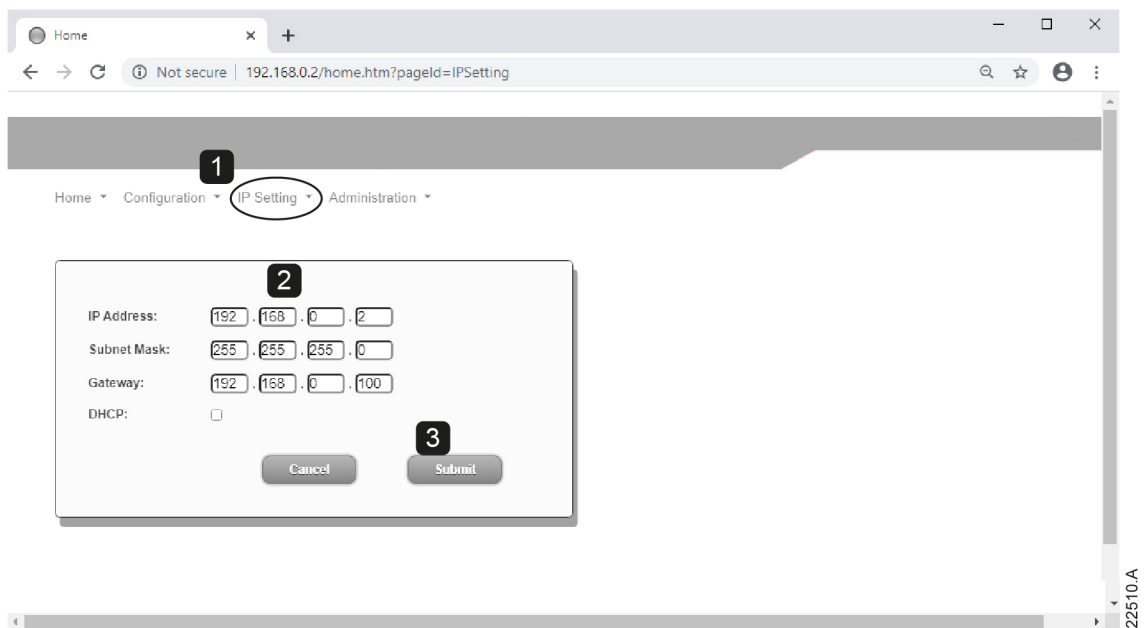 Home
Not secure | 192.168.0.2/home.htm?pageId=IPSetting
1
Home Configuration IP Setting Administration
2
IP Address: 192 . 168 . 0 . 2
Subnet Mask: 255 . 255 . 255 . 0
Gateway: 192 . 168 . 0 . 100
DHCP:
3
Cancel Submit
22510.A